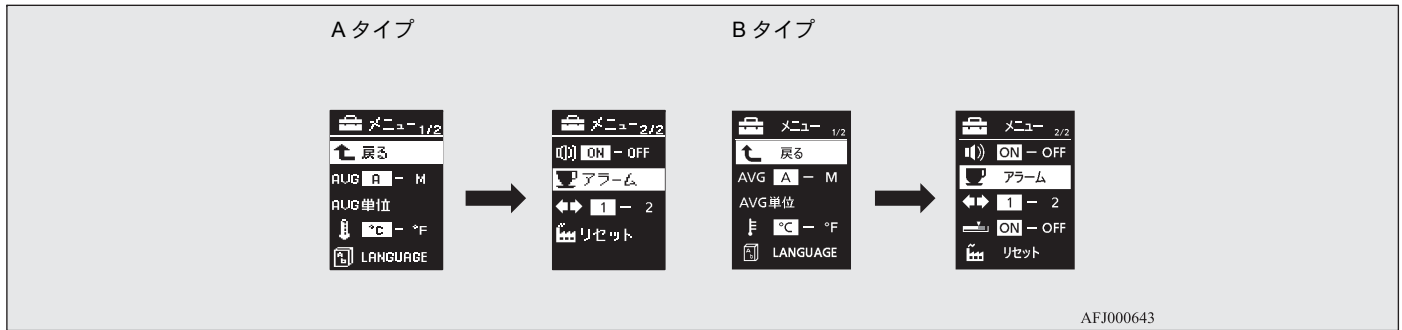 A タイプ
メニュー 1/2
戻る
AVG A － M
AVG単位
°C － °F
LANGUAGE
メニュー 2/2
ON － OFF
アラーム
1 － 2
リセット
B タイプ
メニュー 1/2
戻る
AVG A － M
AVG単位
°C － °F
LANGUAGE
メニュー 2/2
ON － OFF
アラーム
1 － 2
ON － OFF
リセット
AFJ000643